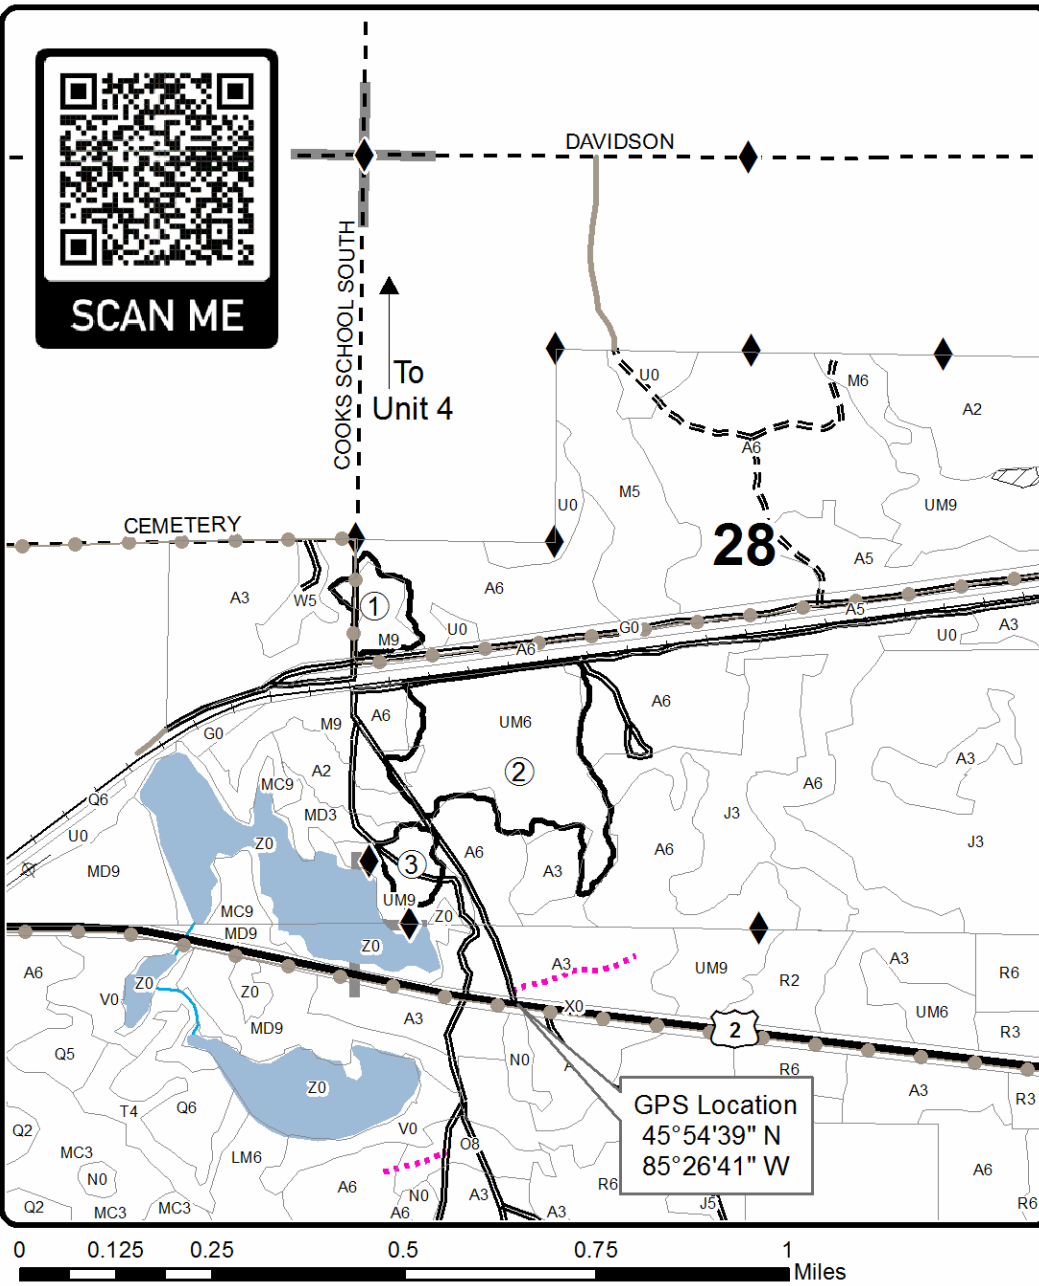 DAVIDSON
COOKS SCHOOL SOUTH
SCAN ME
To
Unit 4
U0
M6
A2
A6
M5
U0
UM9
CEMETERY
28
A5
A6
A3
W5
1
M9
U0
G0
A5
A6
U0
A3
A6
A6
M9
UM6
G0
A2
2
MC9
A3
A6
Q6
MD3
J3
U0
Z0
J3
A6
A6
3
MD9
A3
UM9
MC9
Z0
MD9
Z0
A3
UM9
A3
A6
R2
R6
Z0
Z0
V0
X0
UM6
A3
MD9
2
R3
Q5
N0
A
R6
Z0
A3
R3
T4
Q6
GPS Location
45°54'39" N
85°26'41" W
Q2
V0
O8
MC3
LM6
A6
N0
A6
N0
A3
R6
R6
Q2
MC3
MC3
A6
A3
J5
0
0.125
0.25
0.5
0.75
1
Miles